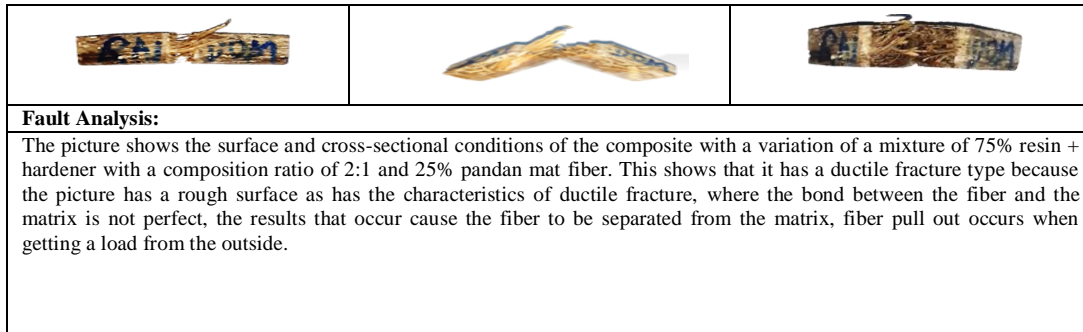 Fault Analysis:
The picture shows the surface and cross-sectional conditions of the composite with a variation of a mixture of 75% resin +
hardener with a composition ratio of 2:1 and 25% pandan mat fiber. This shows that it has a ductile fracture type because
the picture has a rough surface as has the characteristics of ductile fracture, where the bond between the fiber and the
matrix is not perfect, the results that occur cause the fiber to be separated from the matrix, fiber pull out occurs when
getting a load from the outside.